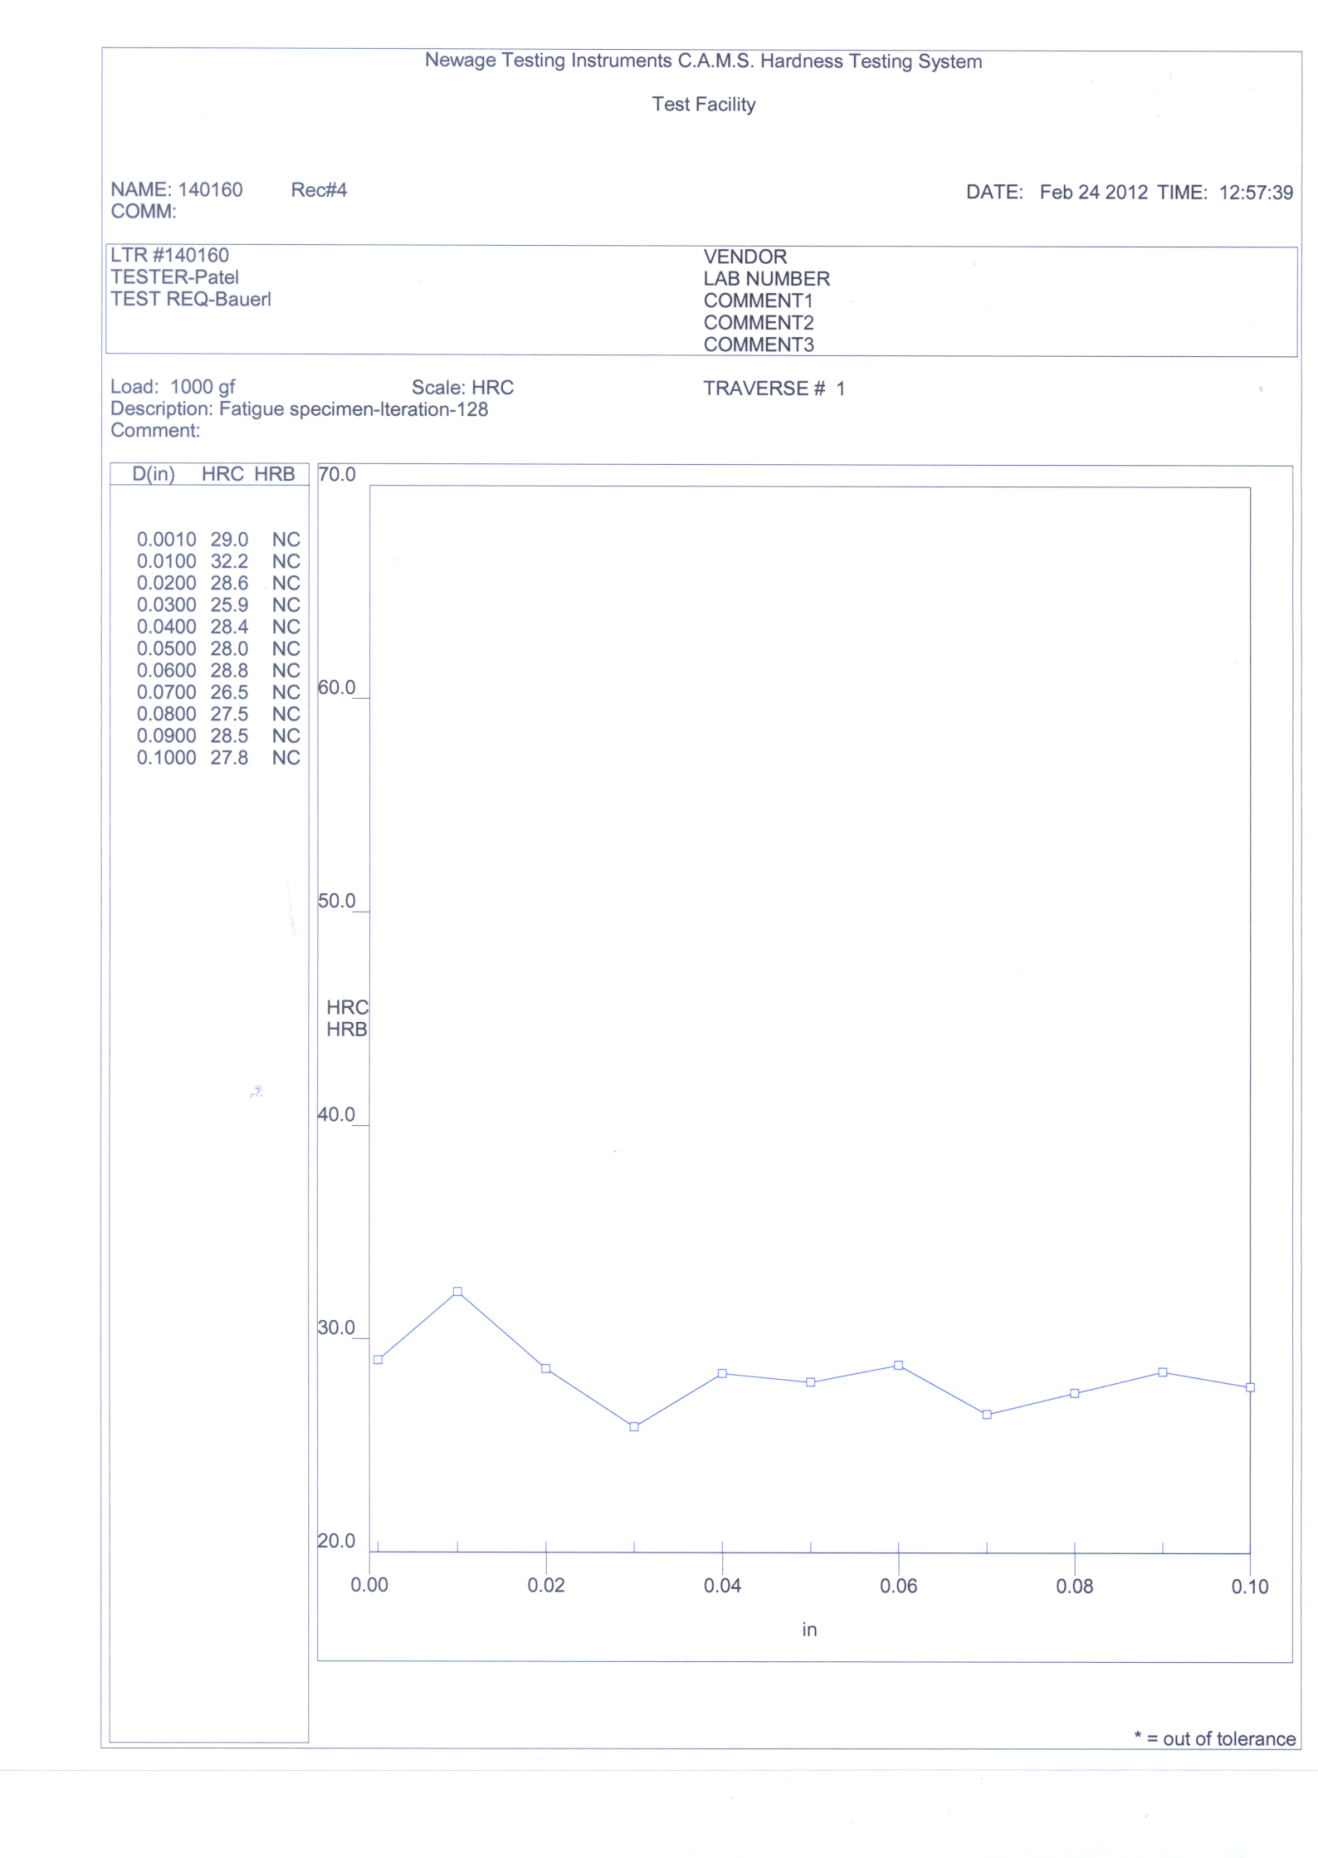 Newage Testing Instruments C.A.M.S. Hardness Testing System
Test Facility
NAME: 140160 Rec#4 DATE: Feb 24 2012 TIME: 12:57:39
COMM:
LTR #140160 VENDOR
TESTER-Patel LAB NUMBER
TEST REQ-Bauerl COMMENT1
COMMENT2
COMMENT3
Load: 1000 gf Scale: HRC TRAVERSE # 1
Description: Fatigue specimen-Iteration-128
Comment:
D(in) HRC HRB
0.0010 29.0 NC
0.0100 32.2 NC
0.0200 28.6 NC
0.0300 25.9 NC
0.0400 28.4 NC
0.0500 28.0 NC
0.0600 28.8 NC
0.0700 26.5 NC
0.0800 27.5 NC
0.0900 28.5 NC
0.1000 27.8 NC
70.0
60.0
50.0
HRC
HRB
40.0
30.0
20.0
0.00 0.02 0.04 0.06 0.08 0.10
in
* = out of tolerance